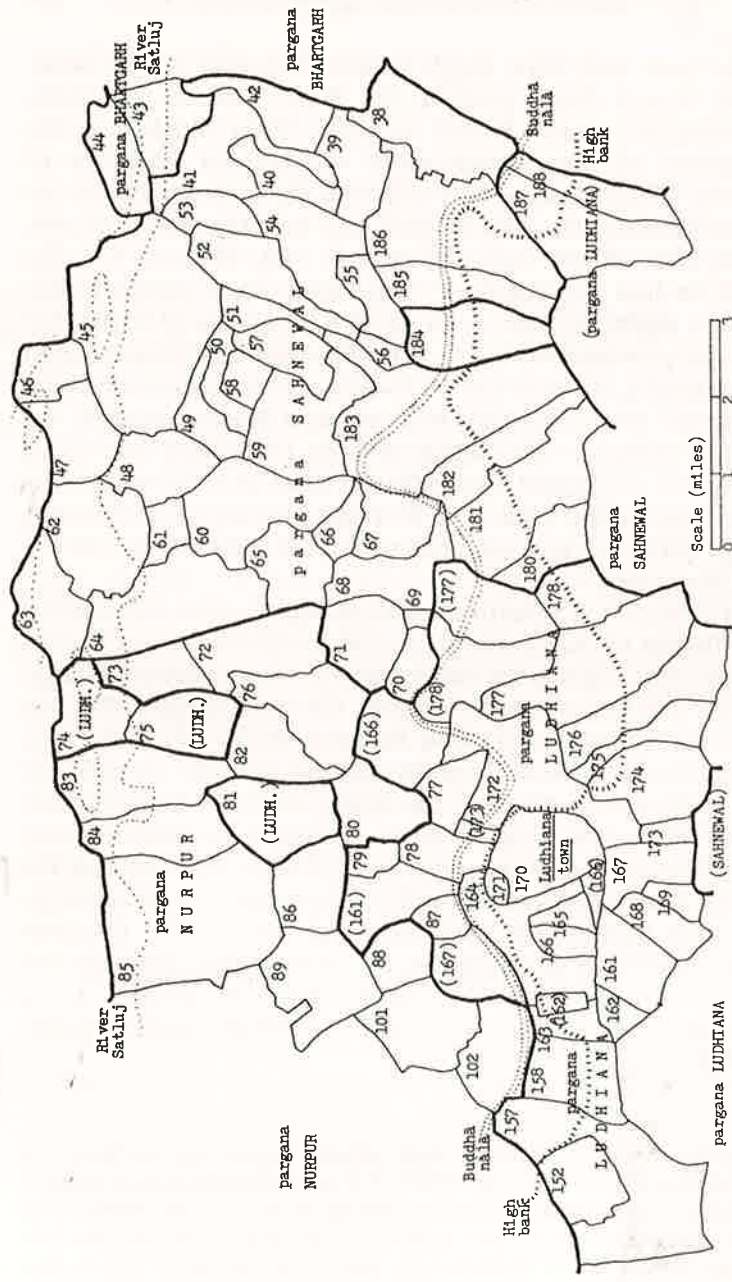 63
46
44
pargana BHARTGARH
River
Satluj
74
(LUDH.)
62
47
45
43
83
73
64
84
75
48
53
41
42
pargana
BHARTGARH
River
Satluj
85
pargana
NURPUR
(LUDH.)
72
61
60
49
50
51
52
40
39
81
82
76
65
59
58
57
54
38
89
86
(LUDH.)
pargana SAHNEWAL
55
pargana
NURPUR
101
88
(161)
79
80
(166)
71
68
66
67
183
56
186
185
184
87
78
77
70
69
Buddhā
nālā
102
(167)
164
(173)
172
(178)
(177)
182
181
187
188
Buddhā
nālā
High
bank
157
158
163
171
170
Ludhiana
town
pargana
LUDHIANA
177
180
High
bank
152
pargana
LUDHIANA
(162)
166
165
(166)
175
176
178
(pargana LUDHIANA)
162
161
167
168
169
173
174
pargana
SAHNEWAL
pargana LUDHIANA
(SAHNEWAL)
Scale (miles)
0 1 2 3